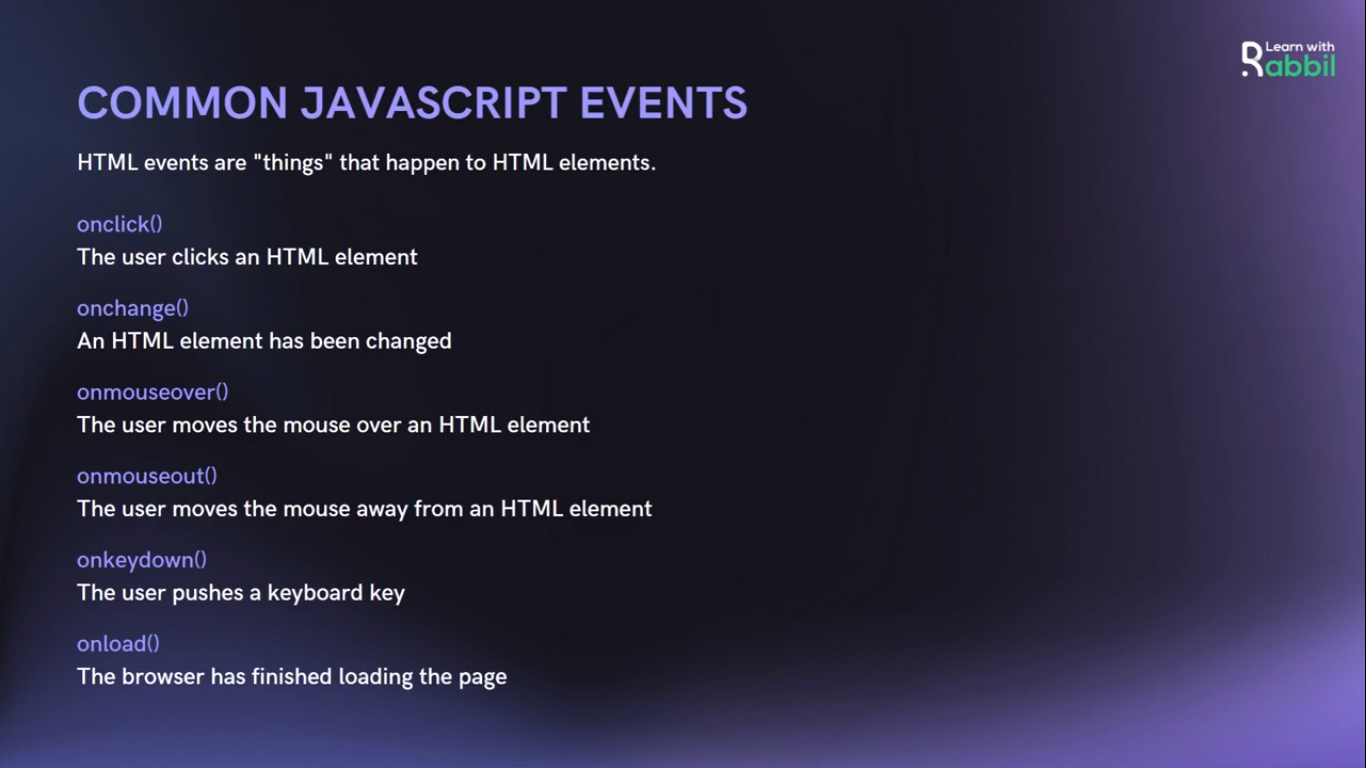 Learn with
Rabbil
COMMON JAVASCRIPT EVENTS
HTML events are "things" that happen to HTML elements.
onclick()
The user clicks an HTML element
onchange()
An HTML element has been changed
onmouseover()
The user moves the mouse over an HTML element
onmouseout()
The user moves the mouse away from an HTML element
onkeydown()
The user pushes a keyboard key
onload()
The browser has finished loading the page